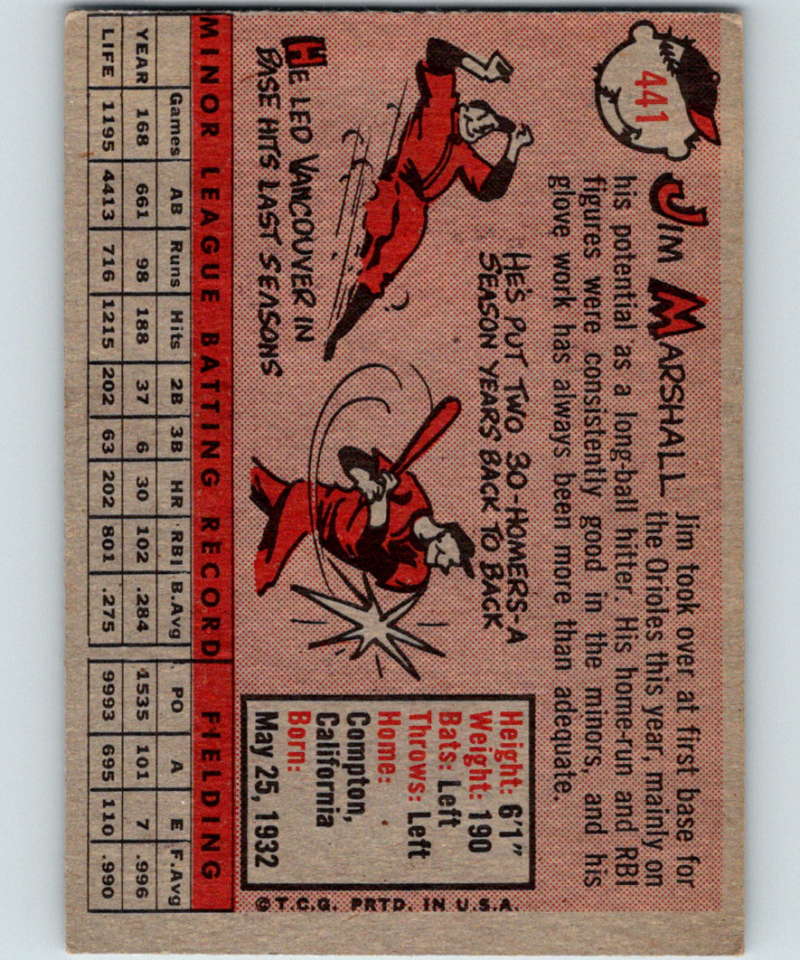 441
JIM MARSHALL Jim took over at first base for
the Orioles this year, mainly on
his potential as a long-ball hitter. His home-run and RBI
figures were consistently good in the minors, and his
glove work has always been more than adequate.
HE'S PUT TWO 30-HOMERS-A
SEASON YEARS BACK TO BACK
HE LED VANCOUVER IN
BASE HITS LAST SEASONS
Height: 6'1"
Weight: 190
Bats: Left
Throws: Left
Home:
Compton,
California
Born:
May 25, 1932
©T.C.G. PRTD. IN U.S.A.
MINOR LEAGUE BATTING RECORD FIELDING
Games AB Runs Hits 2B 3B HR RBI B.Avg PO A E F.Avg
YEAR 168 661 98 188 37 6 30 102 .284 1535 101 7 .996
LIFE 1195 4413 716 1215 202 63 202 801 .275 9993 695 110 .990